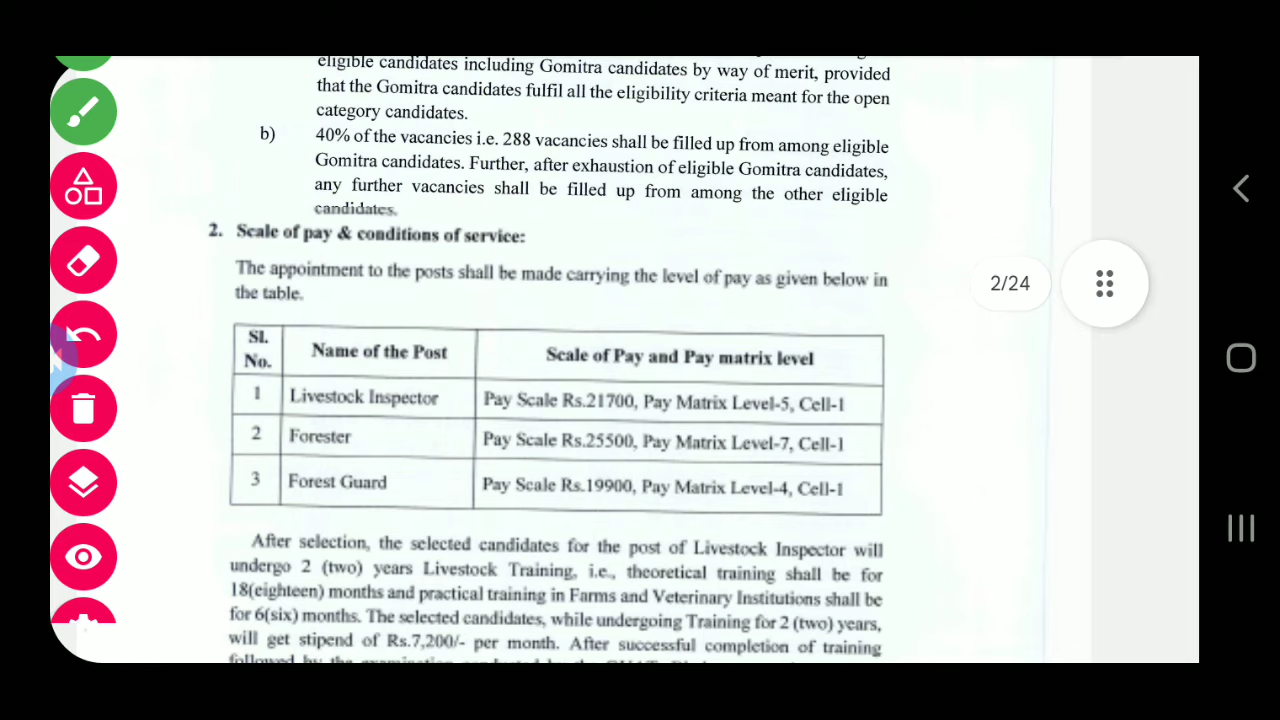 eligible candidates including Gomitra candidates by way of merit, provided
that the Gomitra candidates fulfil all the eligibility criteria meant for the open
category candidates.
b) 40% of the vacancies i.e. 288 vacancies shall be filled up from among eligible
Gomitra candidates. Further, after exhaustion of eligible Gomitra candidates,
any further vacancies shall be filled up from among the other eligible
candidates.
2. Scale of pay & conditions of service:
The appointment to the posts shall be made carrying the level of pay as given below in
the table.
Sl. No. Name of the Post Scale of Pay and Pay matrix level
1 Livestock Inspector Pay Scale Rs.21700, Pay Matrix Level-5, Cell-1
2 Forester Pay Scale Rs.25500, Pay Matrix Level-7, Cell-1
3 Forest Guard Pay Scale Rs.19900, Pay Matrix Level-4, Cell-1
After selection, the selected candidates for the post of Livestock Inspector will
undergo 2 (two) years Livestock Training, i.e., theoretical training shall be for
18(eighteen) months and practical training in Farms and Veterinary Institutions shall be
for 6(six) months. The selected candidates, while undergoing Training for 2 (two) years,
will get stipend of Rs.7,200/- per month. After successful completion of training
followed by the examination conducted by the
2/24